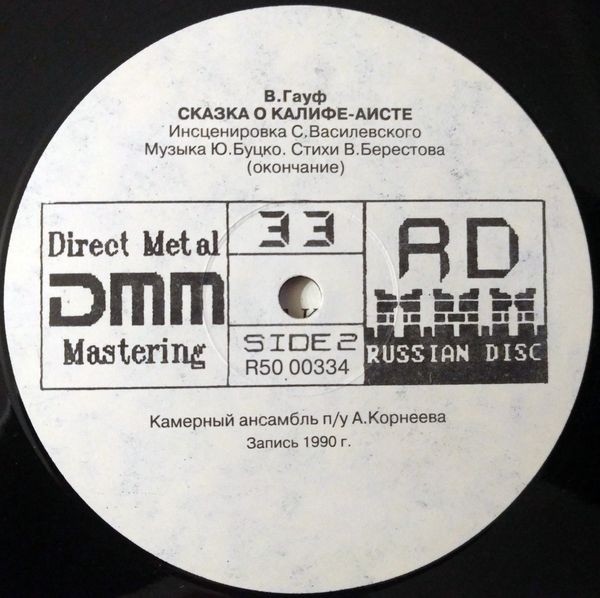 В.Гауф
СКАЗКА О КАЛИФЕ-АИСТЕ
Инсценировка С.Василевского
Музыка Ю.Буцко. Стихи В.Берестова
(окончание)
Direct Metal
DMM
Mastering
33
SIDE 2
R50 00334
RD
RUSSIAN DISC
Камерный ансамбль п/у А.Корнеева
Запись 1990 г.